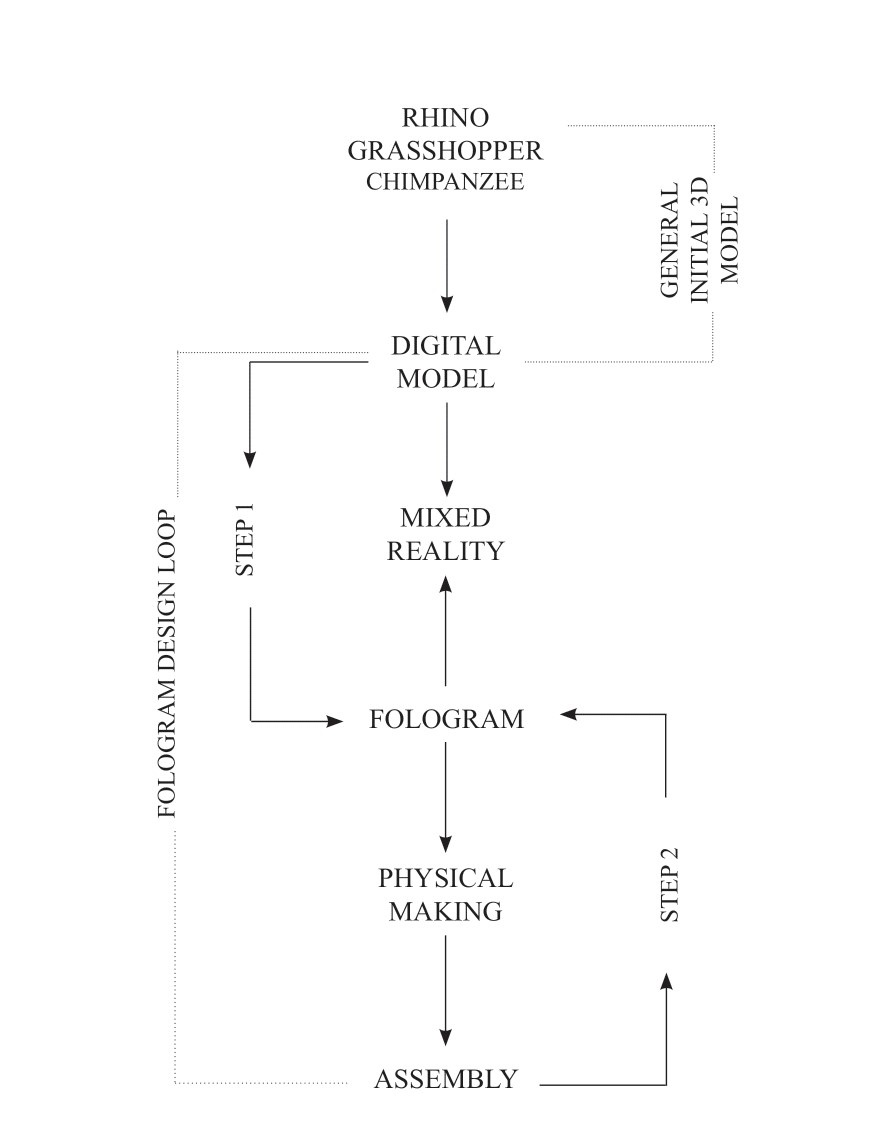 RHINO
GRASSHOPPER
CHIMPANZEE
GENERAL
INITIAL 3D
MODEL
DIGITAL
MODEL
STEP 1
MIXED
REALITY
FOLOGRAM DESIGN LOOP
FOLOGRAM
PHYSICAL
MAKING
STEP 2
ASSEMBLY